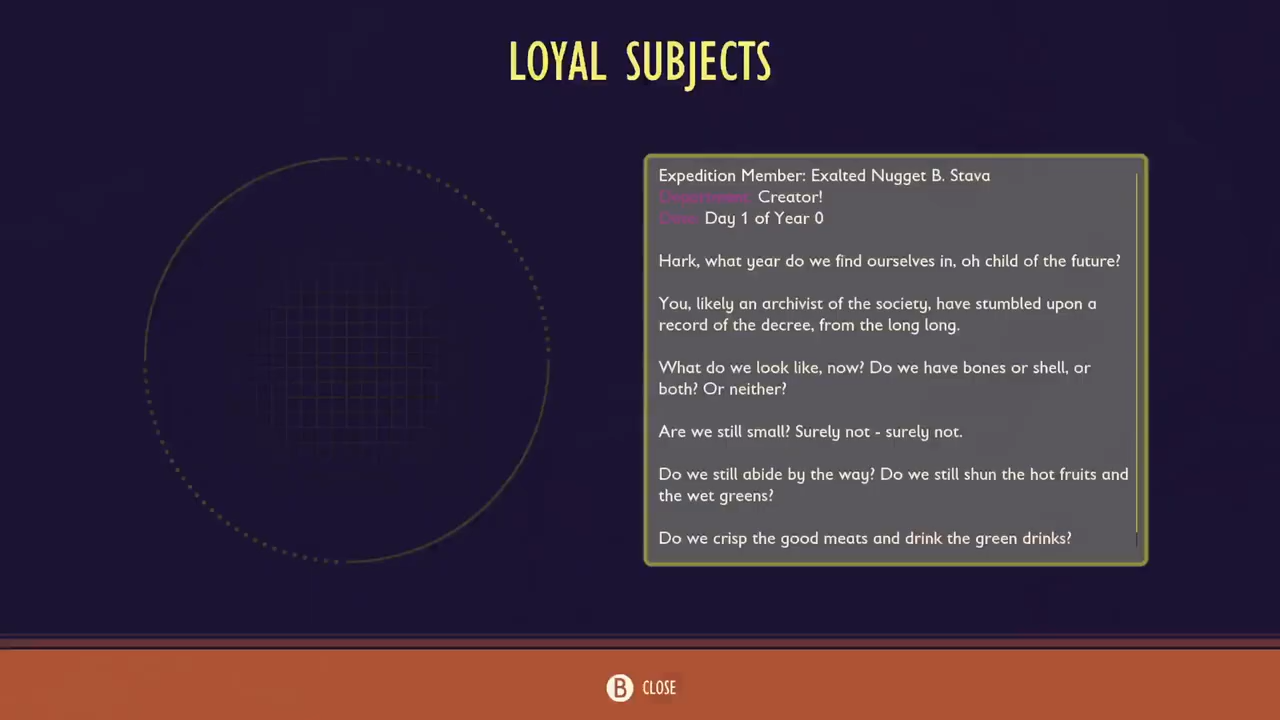 LOYAL SUBJECTS
Expedition Member: Exalted Nugget B. Stava
Department: Creator!
Date: Day 1 of Year 0
Hark, what year do we find ourselves in, oh child of the future?
You, likely an archivist of the society, have stumbled upon a
record of the decree, from the long long.
What do we look like, now? Do we have bones or shell, or
both? Or neither?
Are we still small? Surely not - surely not.
Do we still abide by the way? Do we still shun the hot fruits and
the wet greens?
Do we crisp the good meats and drink the green drinks?
B CLOSE